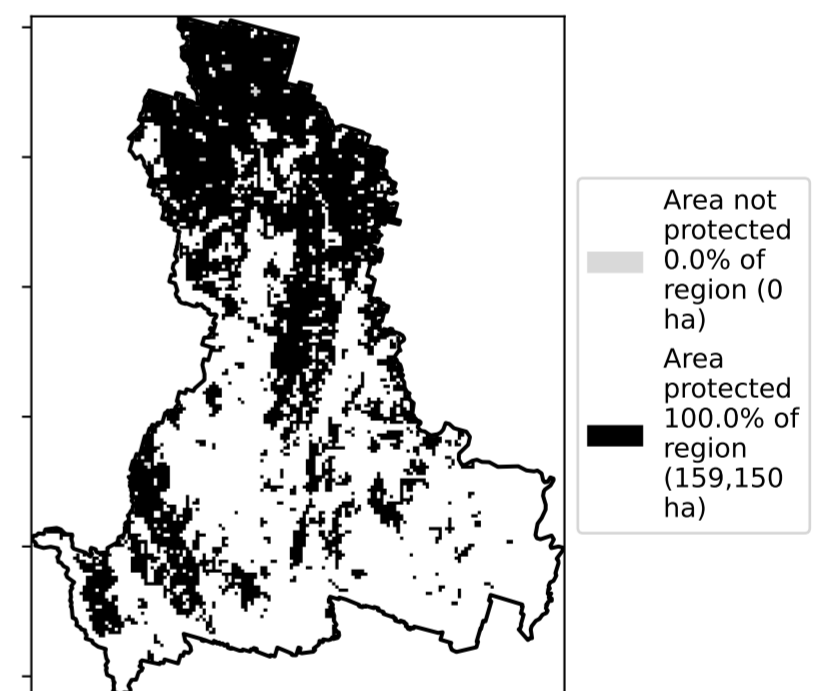 Area not
protected
0.0% of
region (0
ha)
Area
protected
100.0% of
region
(159,150
ha)